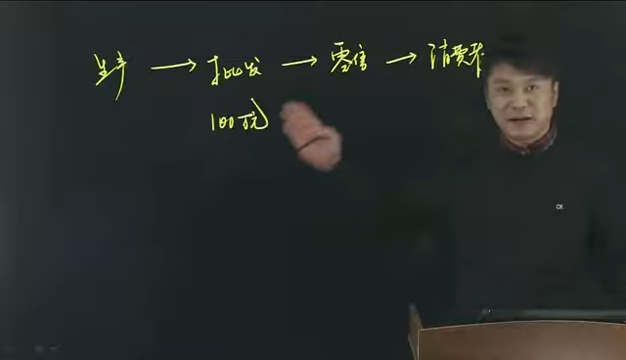 生产 → 批发 → 零售 → 消费者
100元